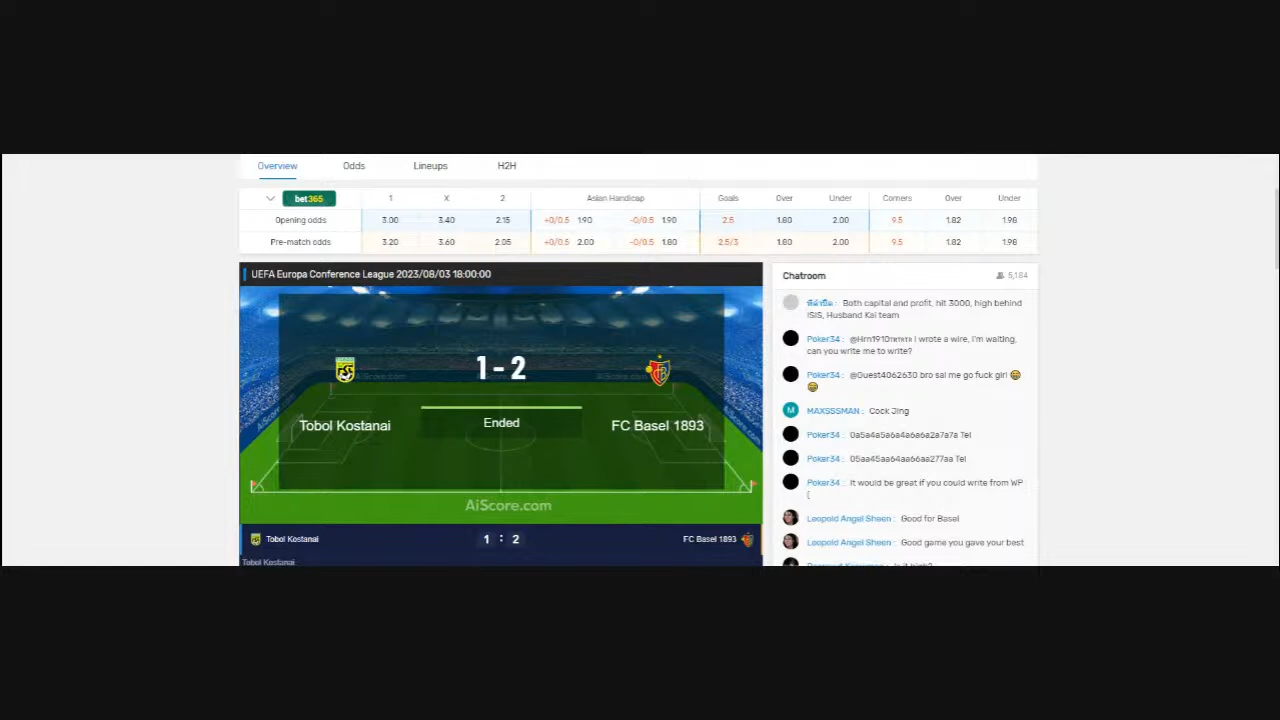 Overview Odds Lineups H2H
bet365 1 X 2 Asian Handicap Goals Over Under Corners Over Under
Opening odds 3.00 3.40 2.15 +0/0.5 1.90 -0/0.5 1.90 2.5 1.80 2.00 9.5 1.82 1.98
Pre-match odds 3.20 3.60 2.05 +0/0.5 2.00 -0/0.5 1.80 2.5/3 1.80 2.00 9.5 1.82 1.98
UEFA Europa Conference League 2023/08/03 18:00:00
1 - 2
Tobol Kostanai Ended FC Basel 1893
AiScore.com
Tobol Kostanai 1 : 2 FC Basel 1893
Tobol Kostanai
Chatroom 5,184
Both capital and profit, hit 3000, high behind
ISIS, Husband Kai team
Poker34 : I wrote a wire, I'm waiting,
can you write me to write?
Poker34 : @Guest4062630 bro sal me go fuck girl 😄
😄
M MAXSSSMAN : Cock Jing
Poker34 : 0a5a4a5a6a4a6a6a2a7a7a Tel
Poker34 : 05aa45aa64aa66aa277aa Tel
Poker34 : It would be great if you could write from WP
(
Leopold Angel Sheen : Good for Basel
Leopold Angel Sheen : Good game you gave your best